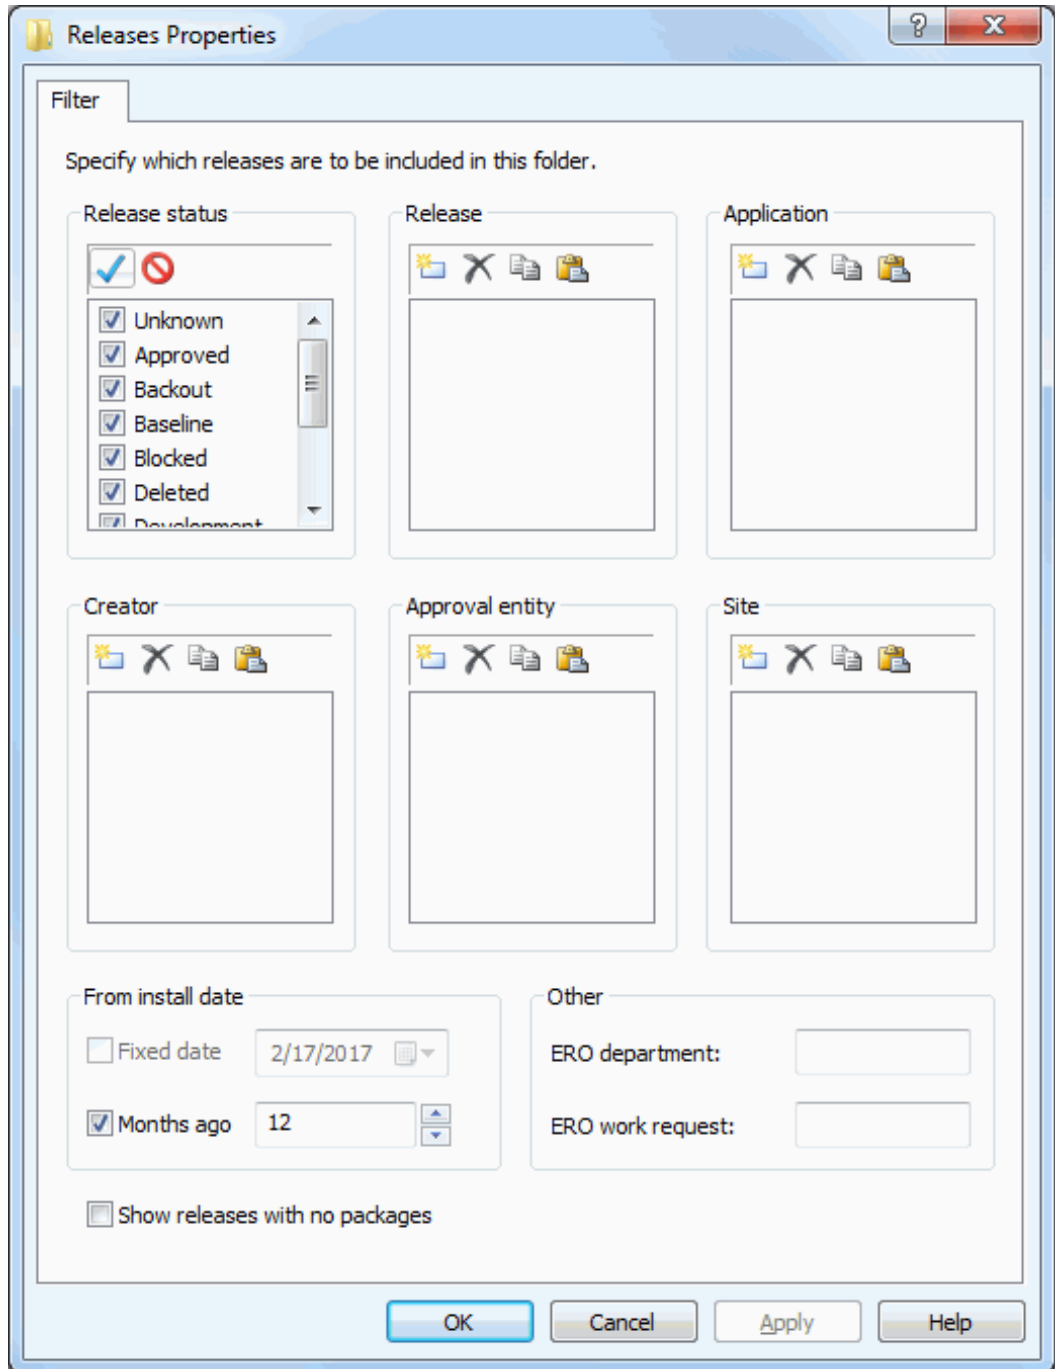 Releases Properties
Filter
Specify which releases are to be included in this folder.
Release status
Release
Application
Unknown
Approved
Backout
Baseline
Blocked
Deleted
Development
Creator
Approval entity
Site
From install date
Other
Fixed date 2/17/2017
ERO department:
Months ago 12
ERO work request:
Show releases with no packages
OK Cancel Apply Help